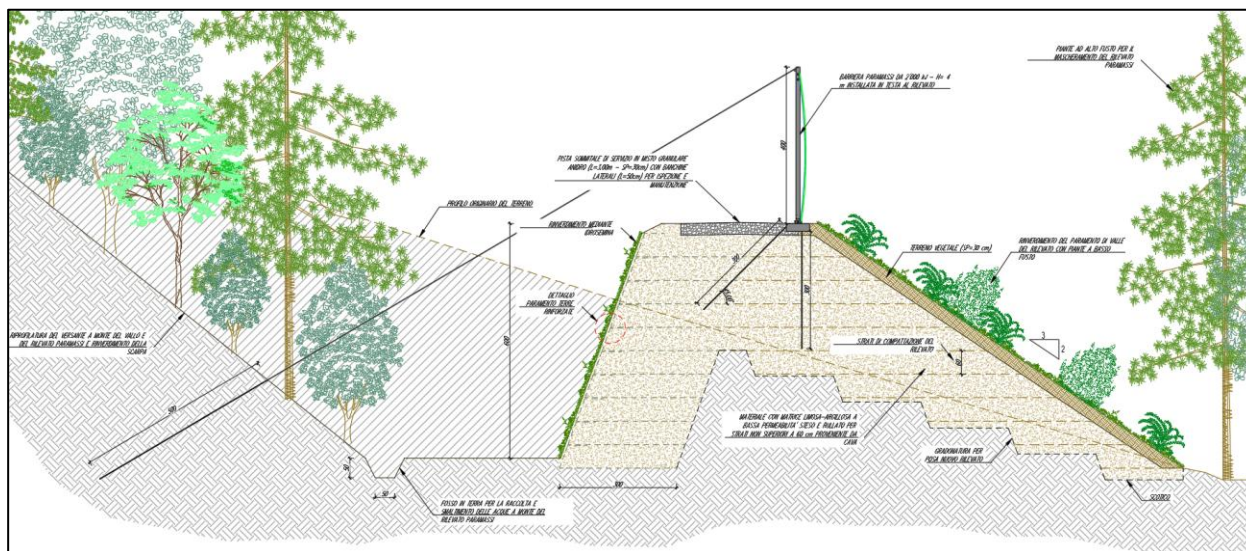 PIANTE AD ALTO FUSTO PER IL
MASCHERAMENTO DEL RILEVATO
PARAMASSI
BARRIERA PARAMASSI DA 2'000 kJ - H= 4
m INSTALLATA IN TESTA AL RILEVATO
400
PISTA SOMMITALE DI SERVIZIO IN MISTO GRANULARE
ANIDRO (L=3.00m - SP=30cm) CON BANCHINE
LATERALI (L=50cm) PER ISPEZIONE E
MANUTENZIONE
PROFILO ORIGINARIO DEL TERRENO
RINVERDIMENTO MEDIANTE
IDROSEMINA
TERRENO VEGETALE (SP=30 cm)
RINVERDIMENTO DEL PARAMENTO DI VALLE
DEL RILEVATO CON PIANTE A BASSO
FUSTO
300
300
DETTAGLIO
PARAMENTO TERRE
RINFORZATE
600
RIPROFILATURA DEL VERSANTE A MONTE DEL VALLO E
DEL RILEVATO PARAMASSI E RINVERDIMENTO DELLA
SCARPA
3
2
STRATI DI COMPATTAZIONE DEL
RILEVATO
60
500
MATERIALE CON MATRICE LIMOSA-ARGILLOSA A
BASSA PERMEABILITA' STESO E RULLATO PER
STRATI NON SUPERIORI A 60 cm PROVENIENTE DA
CAVA
GRADONATURA PER
POSA NUOVO RILEVATO
50
50
300
SCOTICO
FOSSO IN TERRA PER LA RACCOLTA E
SMALTIMENTO DELLE ACQUE A MONTE DEL
RILEVATO PARAMASSI